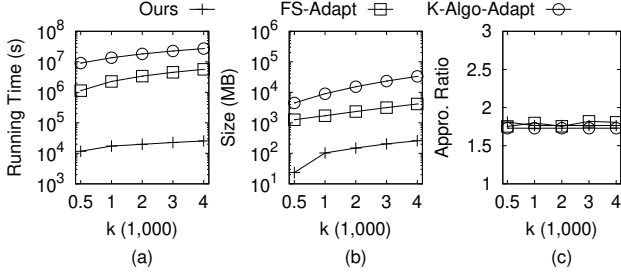 Ours FS-Adapt K-Algo-Adapt
Running Time (s)
10^8
10^7
10^6
10^5
10^4
10^3
0.5 1 2 3 4
k (1,000)
(a)
Size (MB)
10^5
10^4
10^3
10^2
10^1
0.5 1 2 3 4
k (1,000)
(b)
Appro. Ratio
3
2.5
2
1.5
1
0.5 1 2 3 4
k (1,000)
(c)